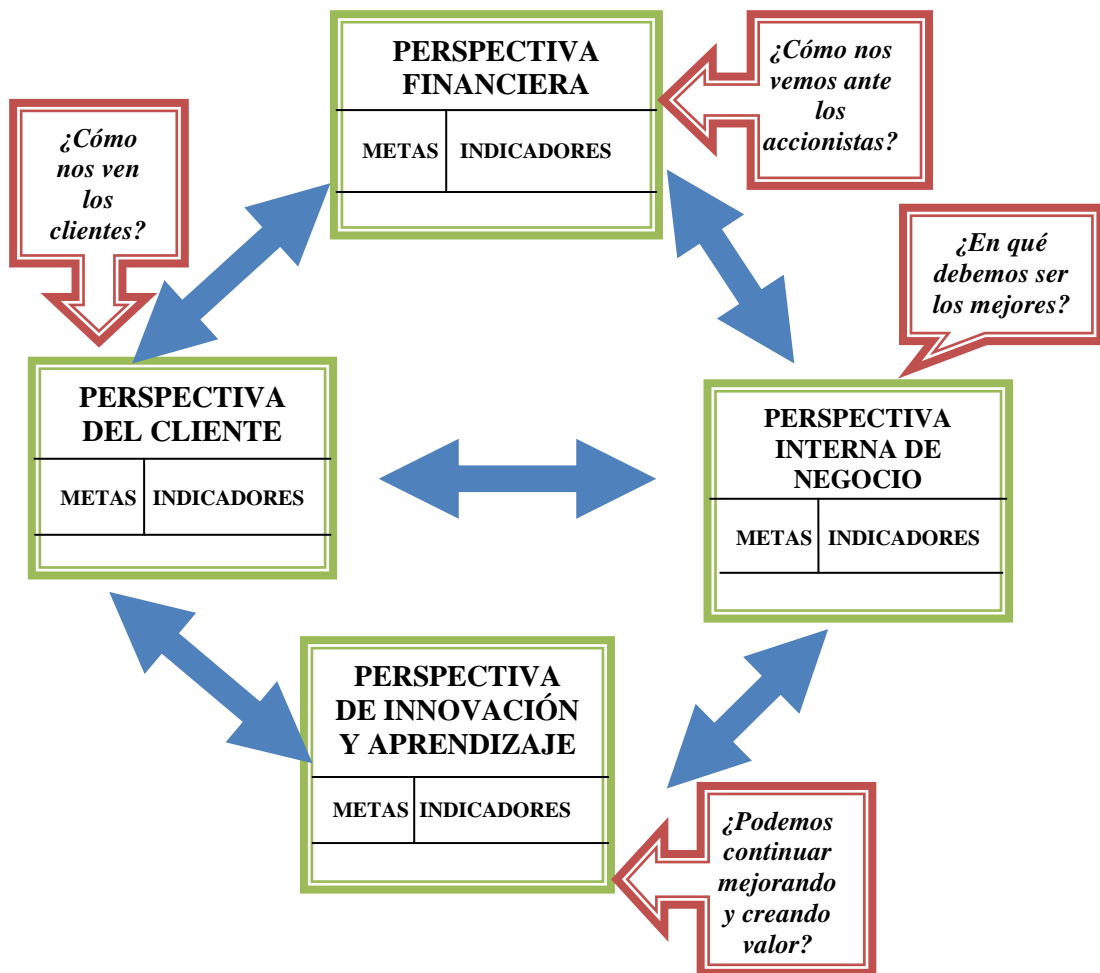 PERSPECTIVA
FINANCIERA
METAS INDICADORES
¿Cómo nos
vemos ante
los
accionistas?
¿Cómo
nos ven
los
clientes?
¿En qué
debemos ser
los mejores?
PERSPECTIVA
DEL CLIENTE
METAS INDICADORES
PERSPECTIVA
INTERNA DE
NEGOCIO
METAS INDICADORES
PERSPECTIVA
DE INNOVACIÓN
Y APRENDIZAJE
METAS INDICADORES
¿Podemos
continuar
mejorando
y creando
valor?